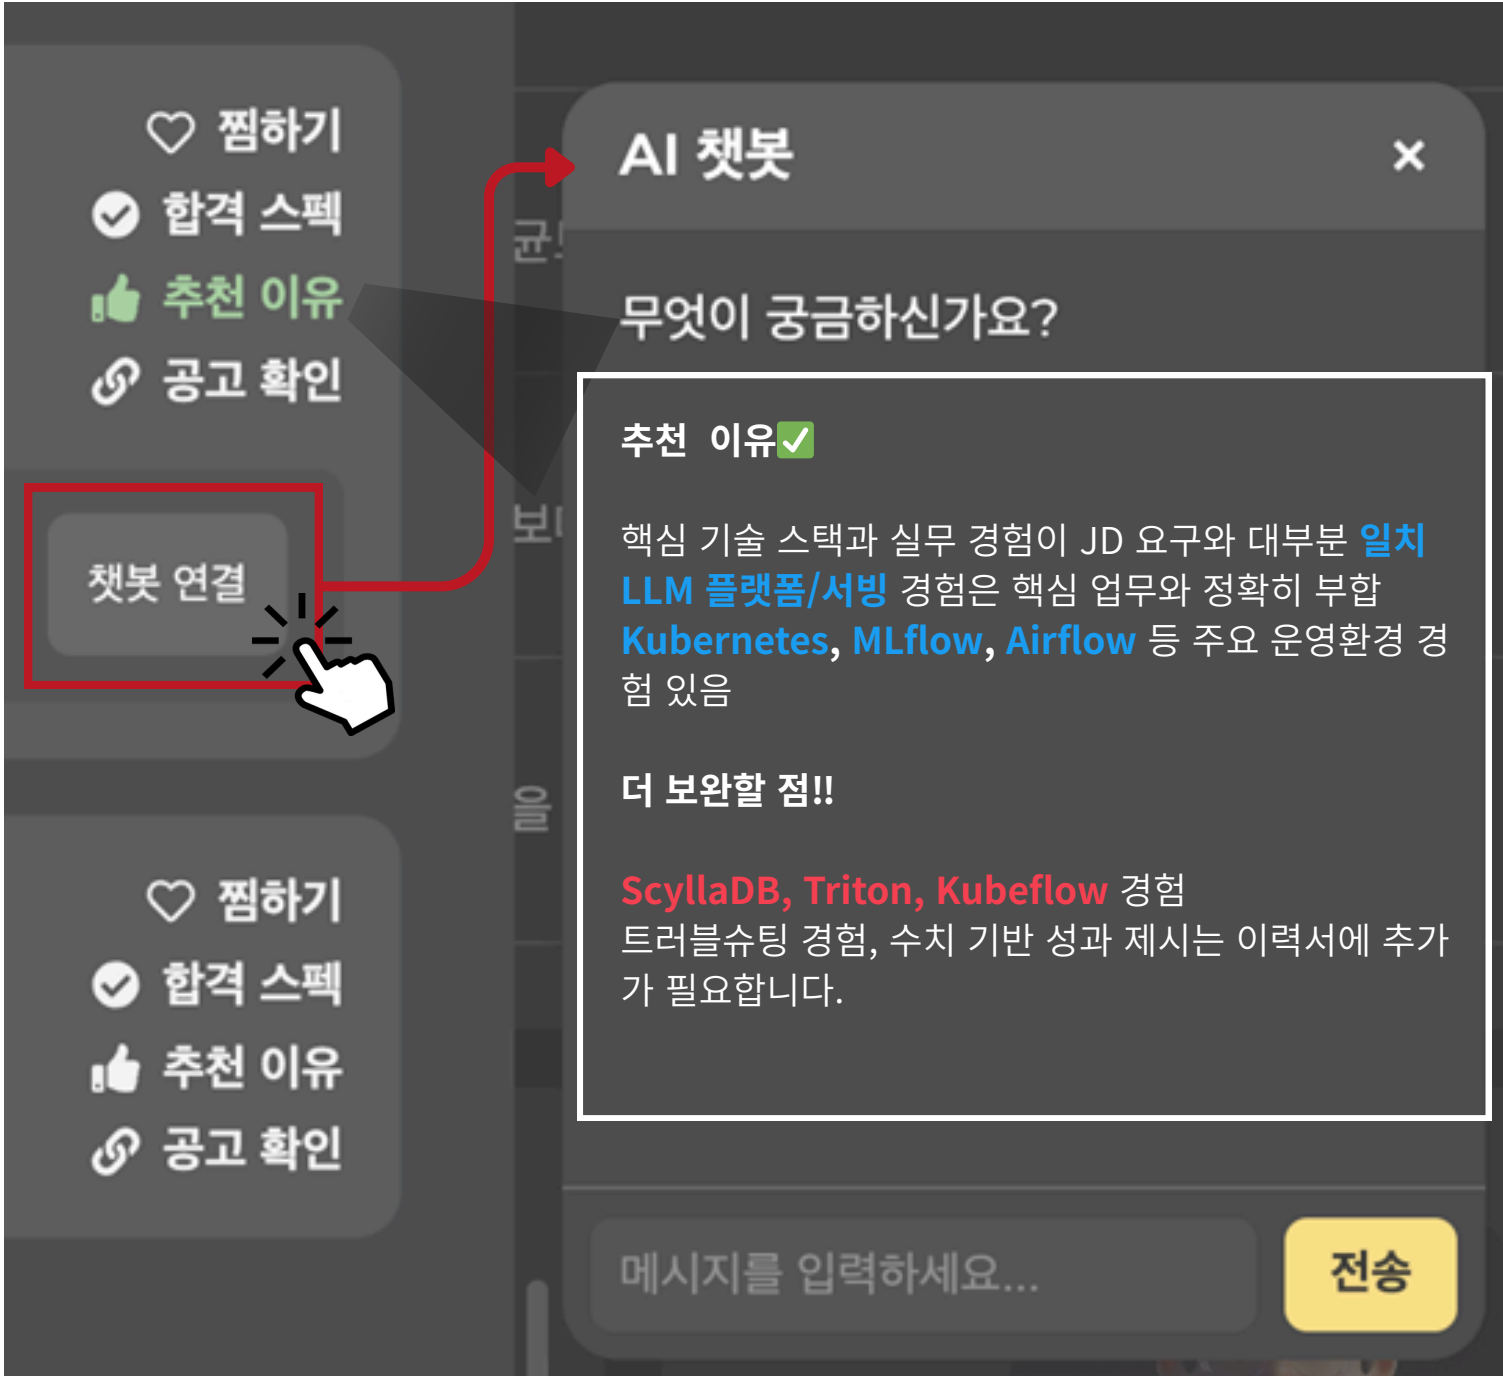 찜하기
합격 스펙
추천 이유
공고 확인
챗봇 연결
찜하기
합격 스펙
추천 이유
공고 확인
을
AI 챗봇
×
무엇이 궁금하신가요?
추천 이유✅
핵심 기술 스택과 실무 경험이 JD 요구와 대부분 일치
LLM 플랫폼/서빙 경험은 핵심 업무와 정확히 부합
Kubernetes, MLflow, Airflow 등 주요 운영환경 경
험 있음
더 보완할 점!!
ScyllaDB, Triton, Kubeflow 경험
트러블슈팅 경험, 수치 기반 성과 제시는 이력서에 추가
가 필요합니다.
메시지를 입력하세요...
전송